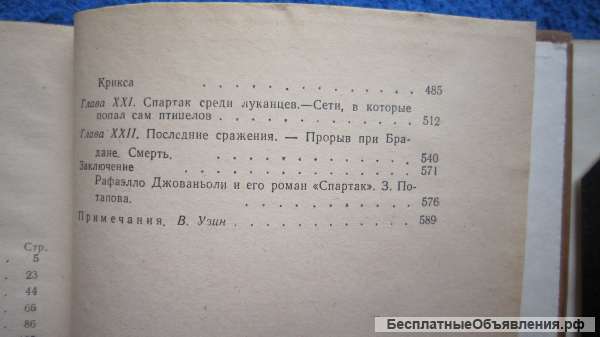 Стр.
5
23
44
66
86
Крикса . . . . . . . . . . . . 485
Глава XXI. Спартак среди луканцев.—Сети, в которые
попал сам птицелов . . . . . . . . . . . 512
Глава XXII. Последние сражения. — Прорыв при Бра-
дане. Смерть. . . . . . . . . . . . 540
Заключение . . . . . . . . . . . . 571
Рафаэлло Джованьоли и его роман «Спартак». З. По-
тапова. . . . . . . . . . . 576
Примечания. В. Узин . . . . . . . . . . . 589
БесплатныеОбъявления.рф